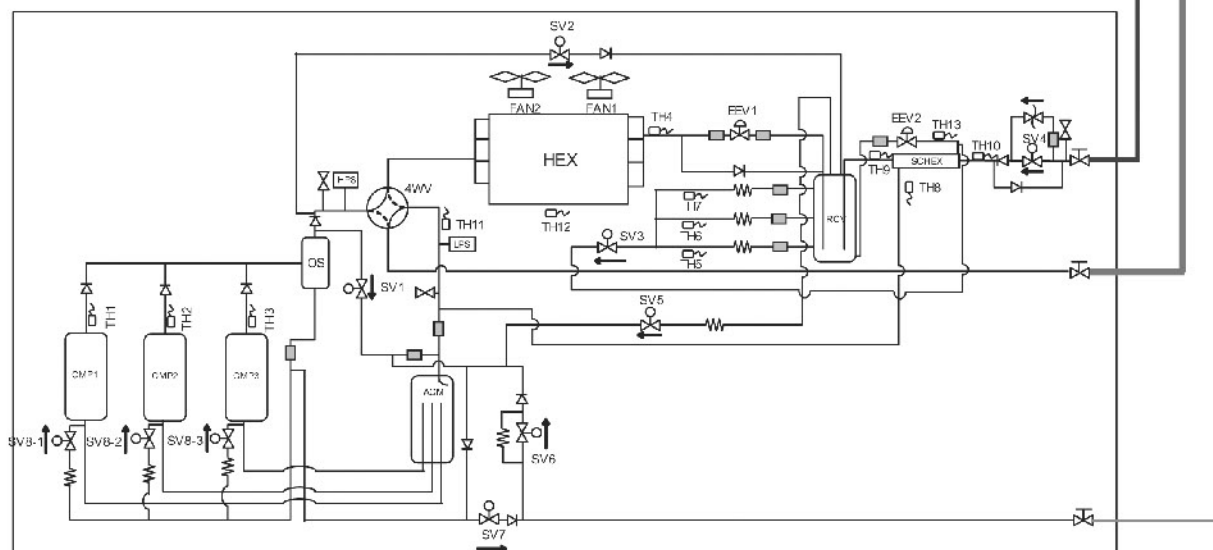 SV2
FAN2
FAN1
TH4
EEV1
EEV2
TH13
SV4
TH10
HEX
TH9
SCHEX
HPS
4WV
TH8
TH11
TH7
RCV
TH12
TH6
LPS
SV3
TH5
OS
SV1
SV5
TH1
TH2
TH3
CMP1
CMP2
CMP3
ACM
SV8-1
SV8-2
SV8-3
SV6
SV7